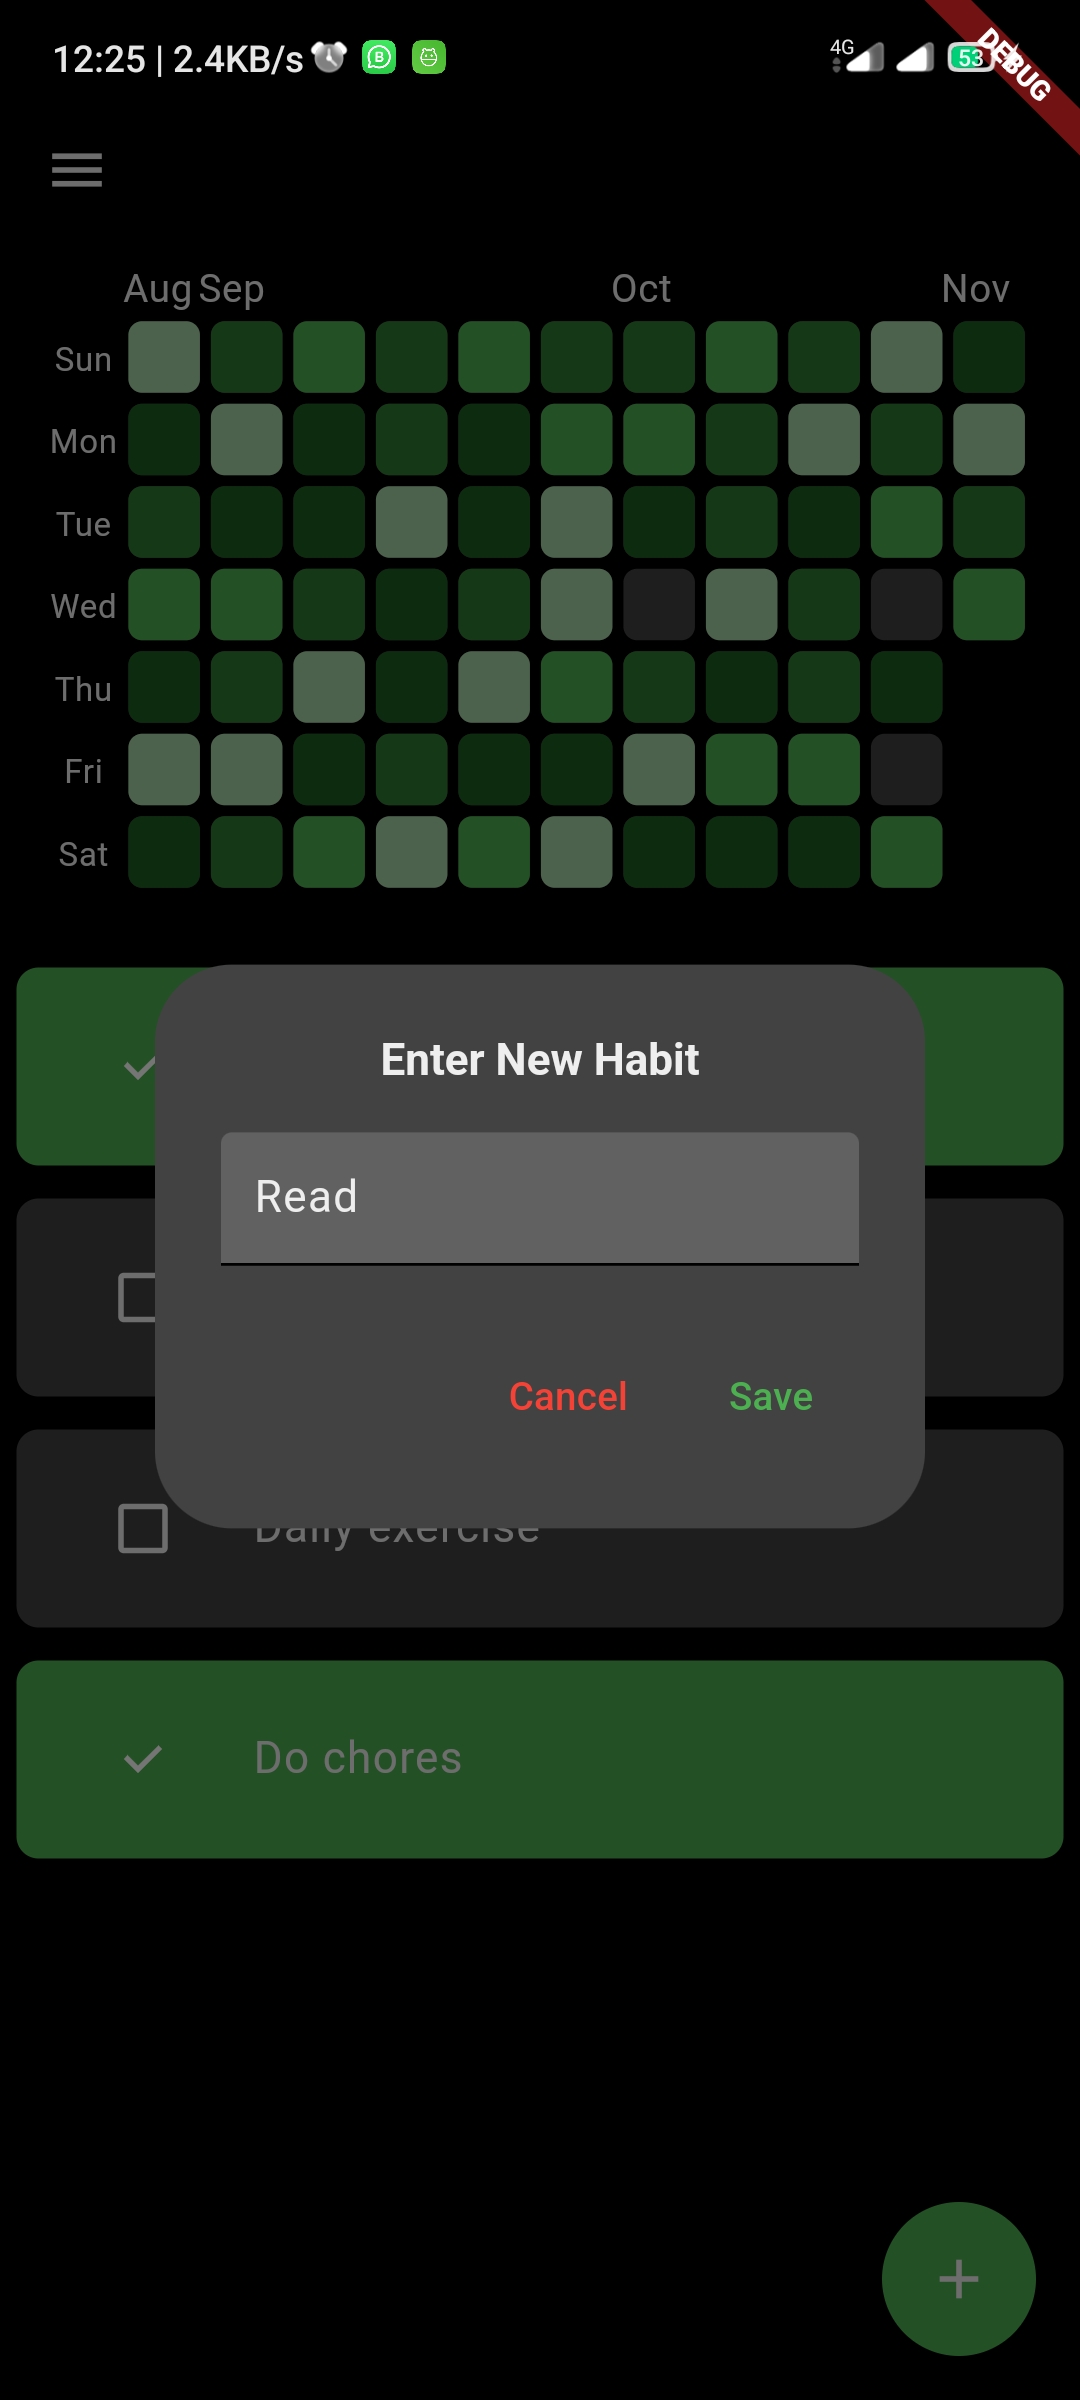 12:25 | 2.4KB/s
4G
53
DEBUG
Aug Sep Oct Nov
Sun
Mon
Tue
Wed
Thu
Fri
Sat
Enter New Habit
Read
Cancel Save
Daily exercise
Do chores